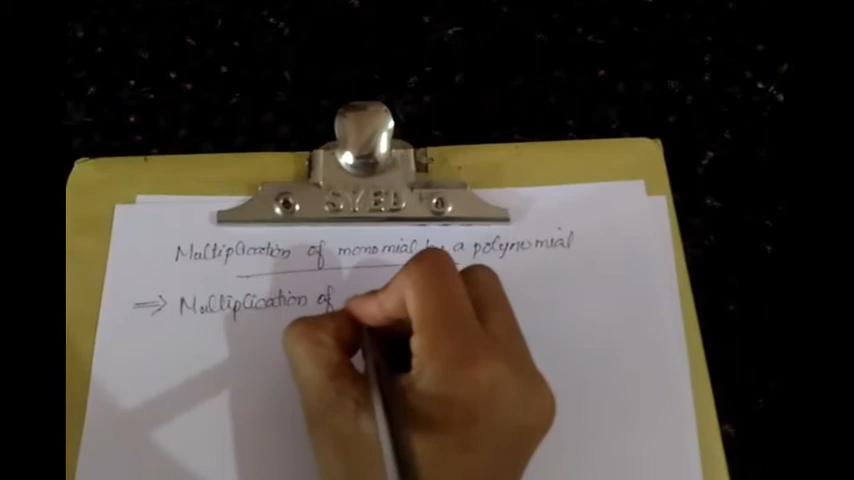 SYED
Multiplication of monomial by a polynomial
⇒ Multiplication of